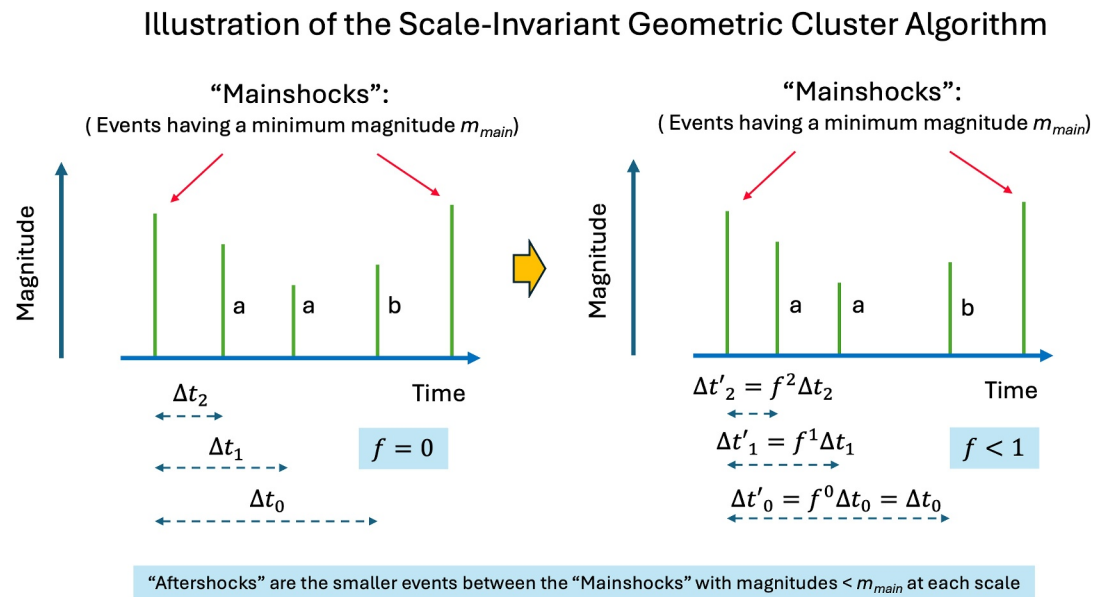 Illustration of the Scale-Invariant Geometric Cluster Algorithm
“Mainshocks”:
( Events having a minimum magnitude m_main)
Magnitude
a
a
b
Time
Δt₂
Δt₁
Δt₀
f = 0
“Mainshocks”:
( Events having a minimum magnitude m_main)
Magnitude
a
a
b
Time
Δt′₂ = f²Δt₂
Δt′₁ = f¹Δt₁
Δt′₀ = f⁰Δt₀ = Δt₀
f < 1
“Aftershocks” are the smaller events between the “Mainshocks” with magnitudes < m_main at each scale